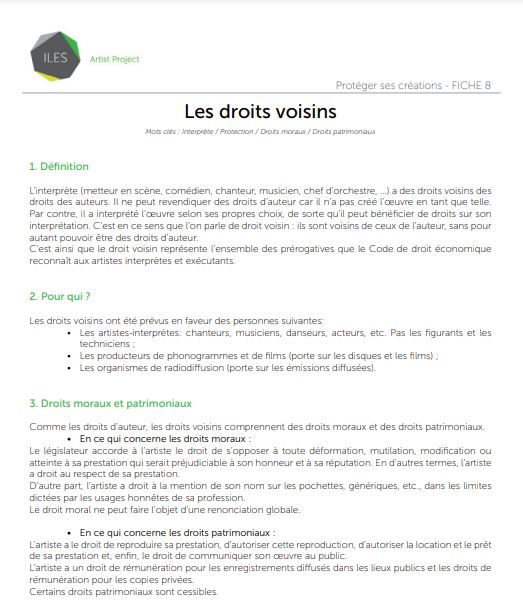 ILES
Artist Project
Protéger ses créations - FICHE 8
Les droits voisins
Mots clés : Interprète / Protection / Droits moraux / Droits patrimoniaux
1. Définition
L'interprète (metteur en scène, comédien, chanteur, musicien, chef d'orchestre, ...) a des droits voisins des
droits des auteurs. Il ne peut revendiquer des droits d'auteur car il n'a pas créé l'œuvre en tant que telle.
Par contre, il a interprété l'œuvre selon ses propres choix, de sorte qu'il peut bénéficier de droits sur son
interprétation. C'est en ce sens que l'on parle de droit voisin : ils sont voisins de ceux de l'auteur, sans pour
autant pouvoir être des droits d'auteur.
C'est ainsi que le droit voisin représente l'ensemble des prérogatives que le Code de droit économique
reconnaît aux artistes interprètes et exécutants.
2. Pour qui ?
Les droits voisins ont été prévus en faveur des personnes suivantes:
• Les artistes-interprètes: chanteurs, musiciens, danseurs, acteurs, etc. Pas les figurants et les
techniciens ;
• Les producteurs de phonogrammes et de films (porte sur les disques et les films) ;
• Les organismes de radiodiffusion (porte sur les émissions diffusées).
3. Droits moraux et patrimoniaux
Comme les droits d'auteur, les droits voisins comprennent des droits moraux et des droits patrimoniaux.
• En ce qui concerne les droits moraux :
Le législateur accorde à l'artiste le droit de s'opposer à toute déformation, mutilation, modification ou
atteinte à sa prestation qui serait préjudiciable à son honneur et à sa réputation. En d'autres termes, l'artiste
a droit au respect de sa prestation.
D'autre part, l'artiste a droit à la mention de son nom sur les pochettes, génériques, etc., dans les limites
dictées par les usages honnêtes de sa profession.
Le droit moral ne peut faire l'objet d'une renonciation globale.
• En ce qui concerne les droits patrimoniaux :
L'artiste a le droit de reproduire sa prestation, d'autoriser cette reproduction, d'autoriser la location et le prêt
de sa prestation et, enfin, le droit de communiquer son œuvre au public.
L'artiste a un droit de rémunération pour les enregistrements diffusés dans les lieux publics et les droits de
rémunération pour les copies privées.
Certains droits patrimoniaux sont cessibles.